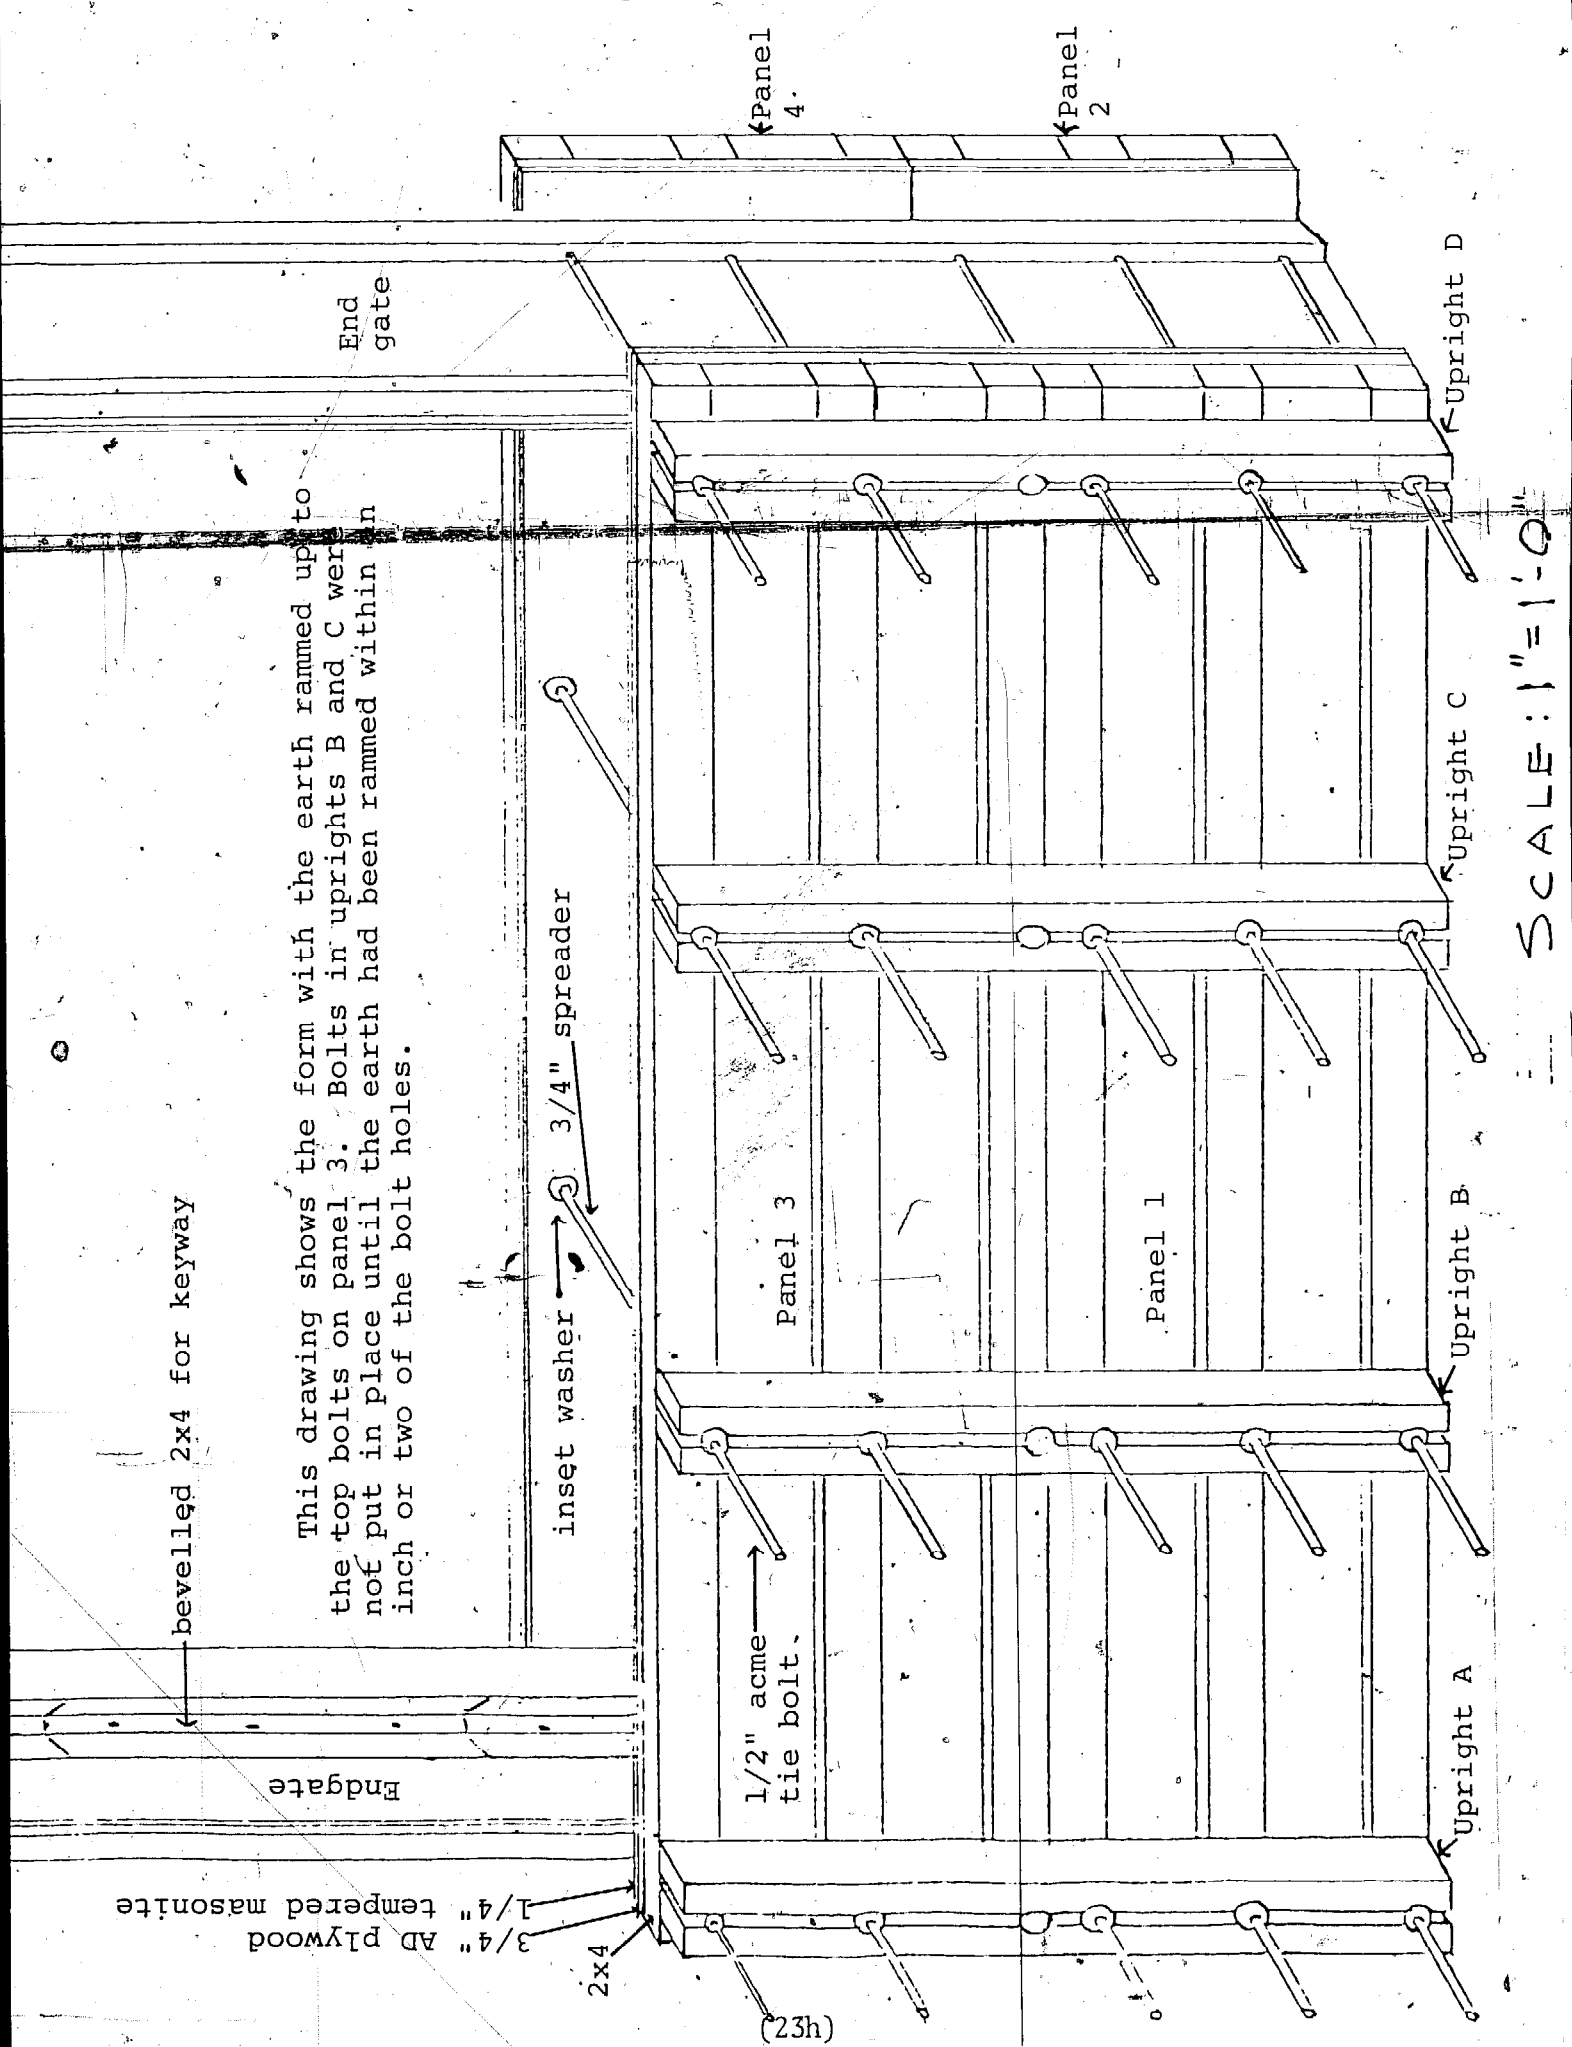 bevelled 2x4 for keyway
This drawing shows the form with the earth rammed up to
the top bolts on panel 3. Bolts in uprights B and C were
not put in place until the earth had been rammed within an
inch or two of the bolt holes.
End
gate
Endgate
1/4" tempered masonite
3/4" AD plywood
2x4
inset washer
3/4" spreader
1/2" acme
tie bolt.
Panel 3
Panel 1
Panel
4.
Panel
2
Upright A
Upright B
Upright C
Upright D
SCALE: 1"=1'-0"
(23h)